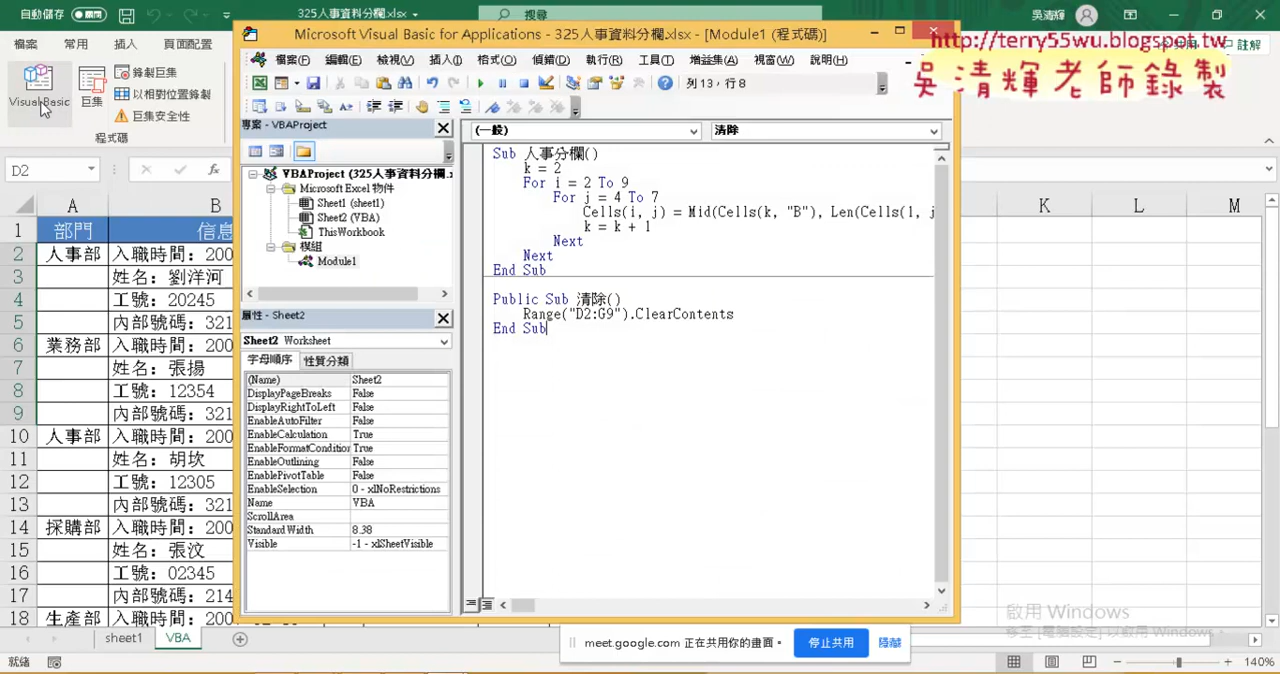 自動儲存
325人事資料分欄.xlsx
搜尋
吳清輝
檔案
常用
插入
頁面配置
註解
Visual Basic
巨集
錄製巨集
以相對位置錄製
巨集安全性
程式碼
http://terry55wu.blogspot.tw
吳清輝老師錄製
Microsoft Visual Basic for Applications - 325人事資料分欄.xlsx - [Module1 (程式碼)]
檔案(F) 編輯(E) 檢視(V) 插入(I) 格式(O) 偵錯(D) 執行(R) 工具(T) 增益集(A) 視窗(W) 說明(H)
列 13，行 8
專案 - VBAProject
VBAProject (325人事資料分欄.x
Microsoft Excel 物件
Sheet1 (sheet1)
Sheet2 (VBA)
ThisWorkbook
模組
Module1
屬性 - Sheet2
Sheet2 Worksheet
字母順序 性質分類
(Name) Sheet2
DisplayPageBreaks False
DisplayRightToLeft False
EnableAutoFilter False
EnableCalculation True
EnableFormatCondition True
EnableOutlining False
EnablePivotTable False
EnableSelection 0 - xlNoRestrictions
Name VBA
ScrollArea
StandardWidth 8.38
Visible -1 - xlSheetVisible
(一般) 清除
Sub 人事分欄()
k = 2
For i = 2 To 9
For j = 4 To 7
Cells(i, j) = Mid(Cells(k, "B"), Len(Cells(1, j
k = k + 1
Next
Next
End Sub
Public Sub 清除()
Range("D2:G9").ClearContents
End Sub
D2
fx
A B K L M
1 部門 信息
2 人事部 入職時間：200
3 姓名：劉洋河
4 工號：20245
5 內部號碼：321
6 業務部 入職時間：200
7 姓名：張揚
8 工號：12354
9 內部號碼：321
10 人事部 入職時間：200
11 姓名：胡坎
12 工號：12305
13 內部號碼：321
14 採購部 入職時間：200
15 姓名：張汶
16 工號：02345
17 內部號碼：214
18 生產部 入職時間：200
sheet1 VBA
就緒
meet.google.com 正在共用你的畫面。
停止共用
隱藏
啟用 Windows
移至 [電腦設定] 以啟用 Windows。
140%